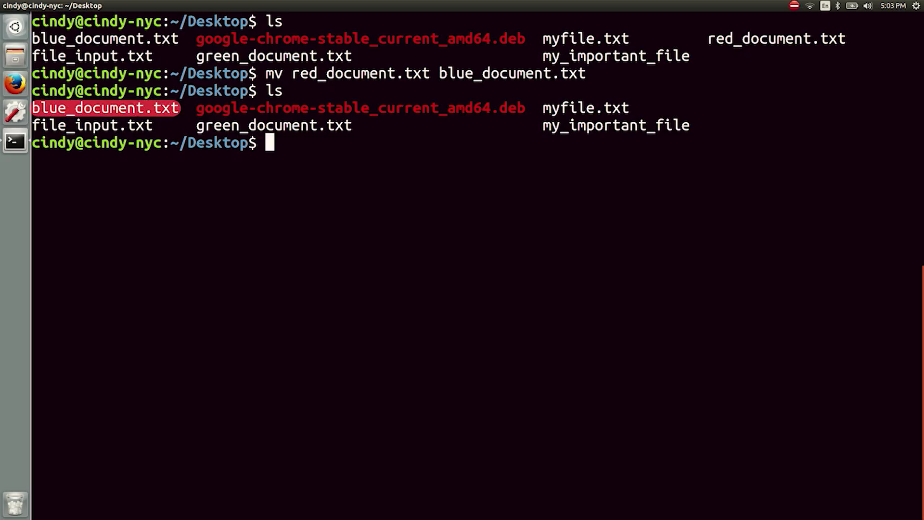 cindy@cindy-nyc: ~/Desktop
En
5:03 PM
cindy@cindy-nyc:~/Desktop$ ls
blue_document.txt google-chrome-stable_current_amd64.deb myfile.txt red_document.txt
file_input.txt green_document.txt my_important_file
cindy@cindy-nyc:~/Desktop$ mv red_document.txt blue_document.txt
cindy@cindy-nyc:~/Desktop$ ls
blue_document.txt google-chrome-stable_current_amd64.deb myfile.txt
file_input.txt green_document.txt my_important_file
cindy@cindy-nyc:~/Desktop$